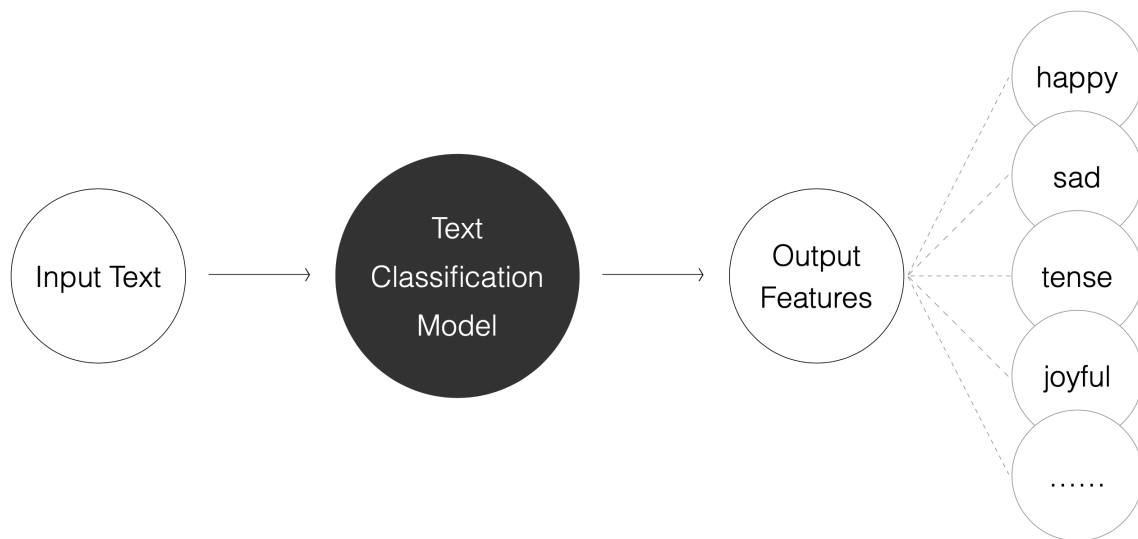 Input Text
Text
Classification
Model
Output
Features
happy
sad
tense
joyful
......